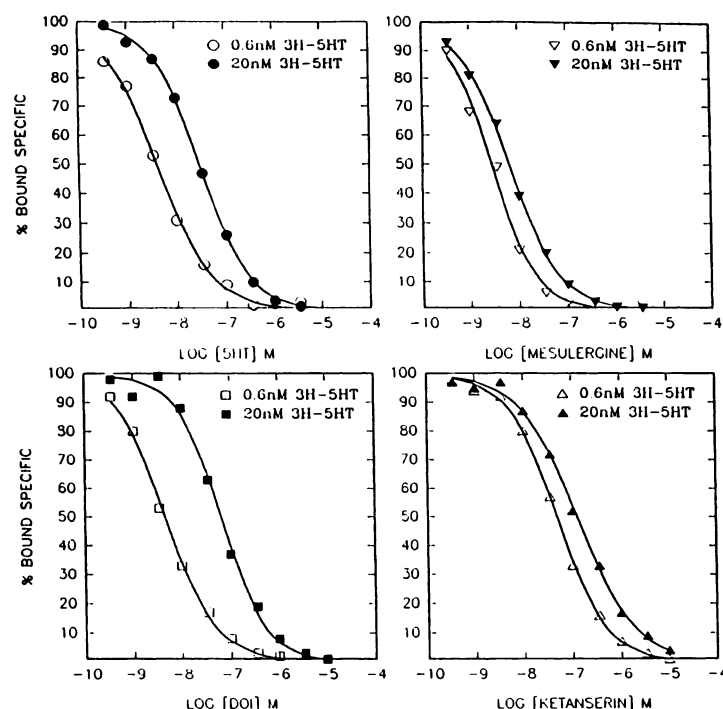 100
90
80
70
60
50
40
30
20
10
% BOUND SPECIFIC
○ 0.6nM 3H-5HT
● 20nM 3H-5HT
-10 -9 -8 -7 -6 -5 -4
LOG [5HT] M
100
90
80
70
60
50
40
30
20
10
▽ 0.6nM 3H-5HT
▼ 20nM 3H-5HT
-10 -9 -8 -7 -6 -5 -4
LOG [MESULERGINE] M
100
90
80
70
60
50
40
30
20
10
% BOUND SPECIFIC
□ 0.6nM 3H-5HT
■ 20nM 3H-5HT
-10 -9 -8 -7 -6 -5 -4
LOG [DOI] M
100
90
80
70
60
50
40
30
20
10
△ 0.6nM 3H-5HT
▲ 20nM 3H-5HT
-10 -9 -8 -7 -6 -5 -4
LOG [KETANSERIN] M